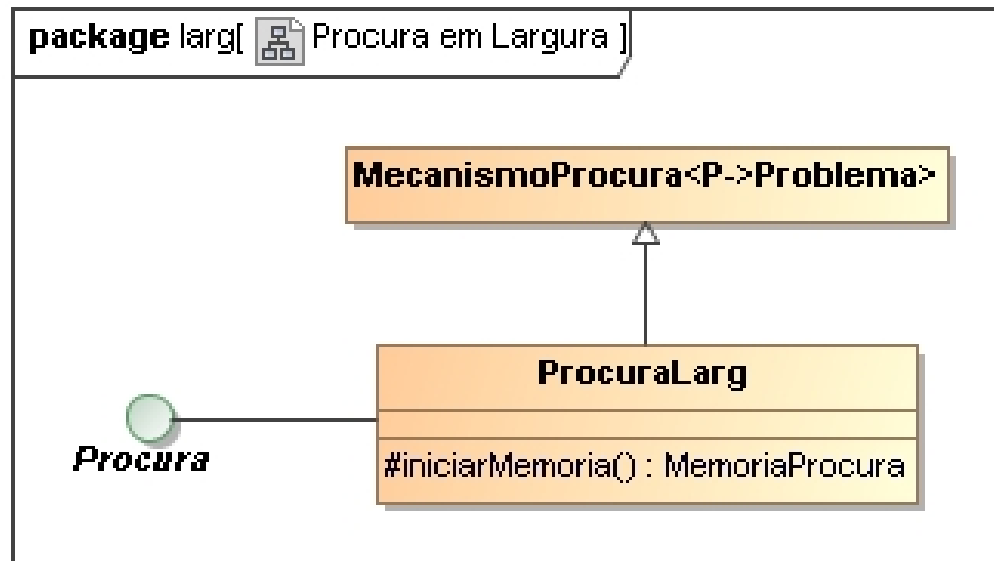 package larg[ Procura em Largura ]
MecanismoProcura<P->Problema>
ProcuraLarg
Procura
#iniciarMemoria() : MemoriaProcura